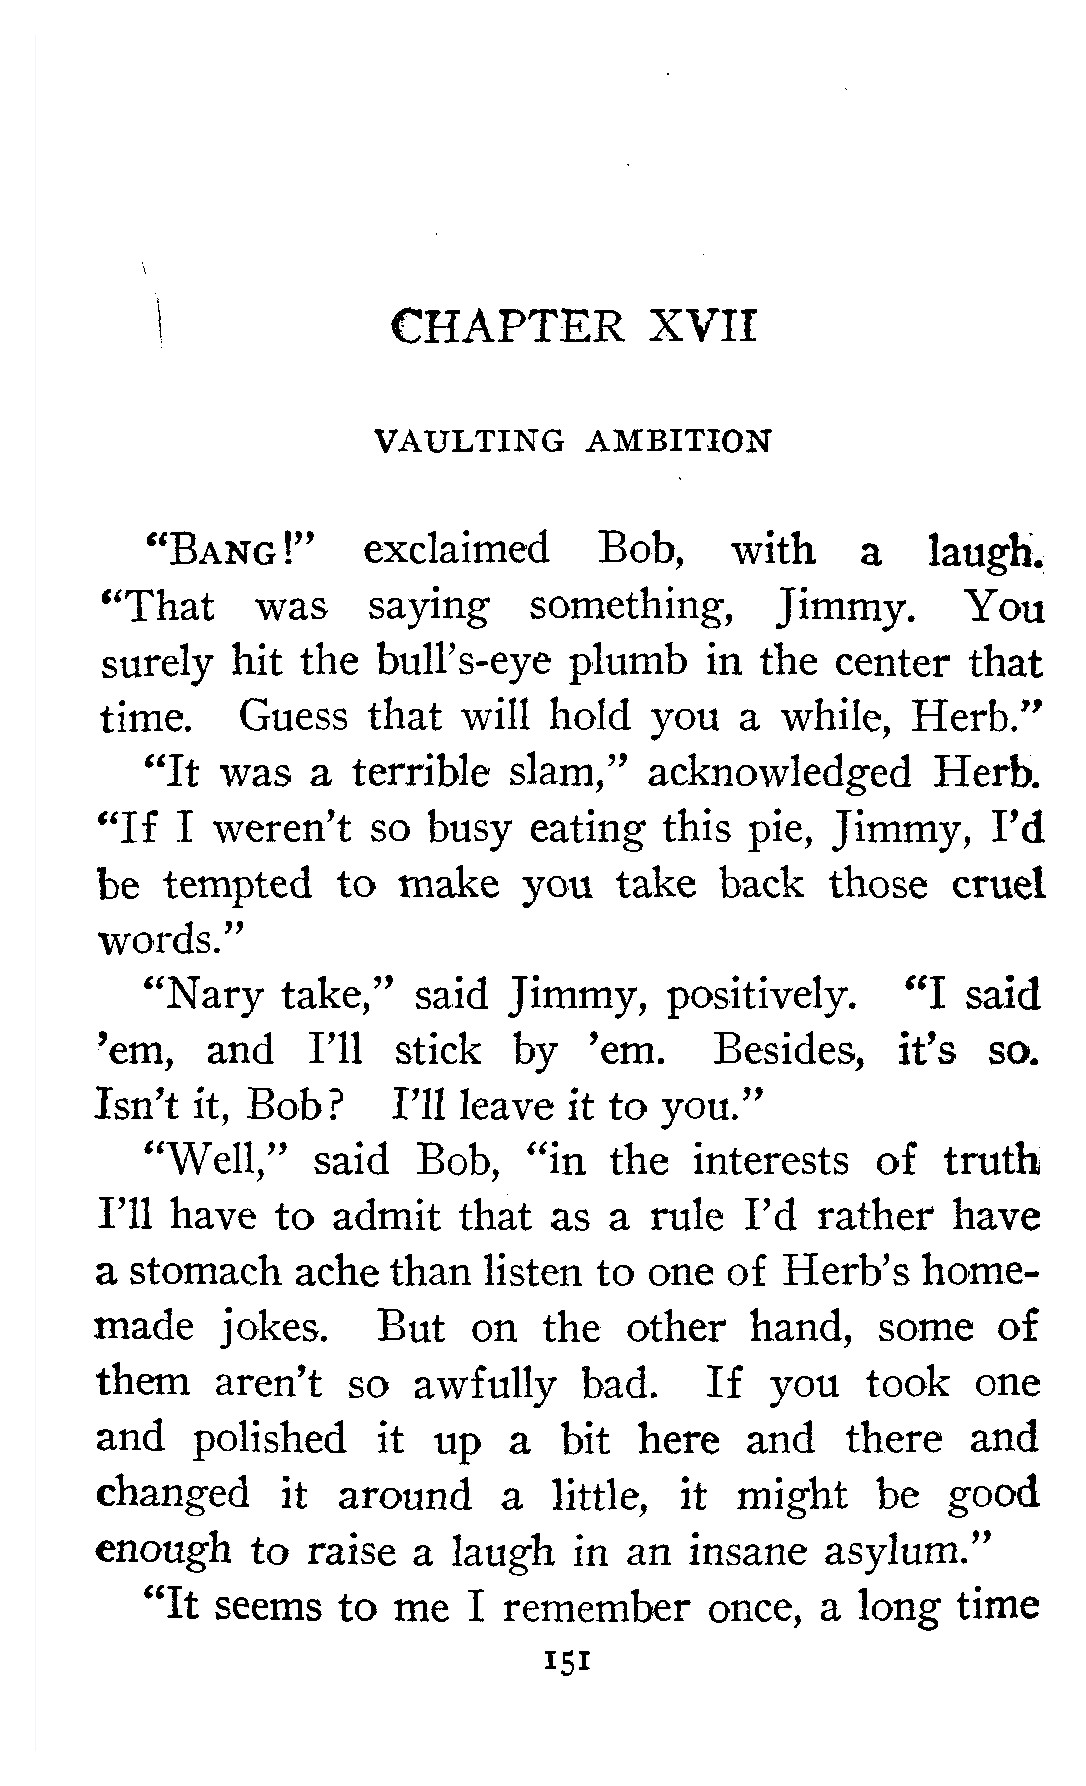 CHAPTER XVII
VAULTING AMBITION
“BANG!” exclaimed Bob, with a laugh.
“That was saying something, Jimmy. You
surely hit the bull’s-eye plumb in the center that
time. Guess that will hold you a while, Herb.”
“It was a terrible slam,” acknowledged Herb.
“If I weren’t so busy eating this pie, Jimmy, I’d
be tempted to make you take back those cruel
words.”
“Nary take,” said Jimmy, positively. “I said
’em, and I’ll stick by ’em. Besides, it’s so.
Isn’t it, Bob? I’ll leave it to you.”
“Well,” said Bob, “in the interests of truth
I’ll have to admit that as a rule I’d rather have
a stomach ache than listen to one of Herb’s home-
made jokes. But on the other hand, some of
them aren’t so awfully bad. If you took one
and polished it up a bit here and there and
changed it around a little, it might be good
enough to raise a laugh in an insane asylum.”
“It seems to me I remember once, a long time
151